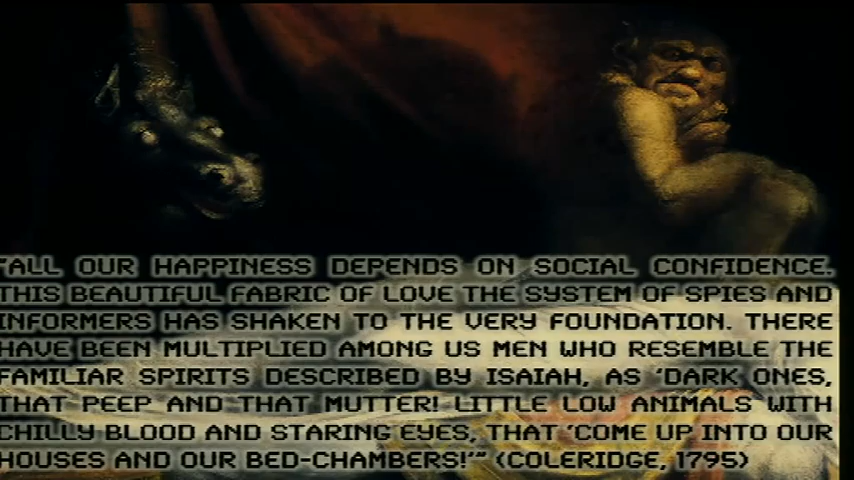 "ALL OUR HAPPINESS DEPENDS ON SOCIAL CONFIDENCE.
THIS BEAUTIFUL FABRIC OF LOVE THE SYSTEM OF SPIES AND
INFORMERS HAS SHAKEN TO THE VERY FOUNDATION. THERE
HAVE BEEN MULTIPLIED AMONG US MEN WHO RESEMBLE THE
FAMILIAR SPIRITS DESCRIBED BY ISAIAH, AS 'DARK ONES,
THAT PEEP AND THAT MUTTER! LITTLE LOW ANIMALS WITH
CHILLY BLOOD AND STARING EYES, THAT 'COME UP INTO OUR
HOUSES AND OUR BED-CHAMBERS!'" (COLERIDGE, 1795)